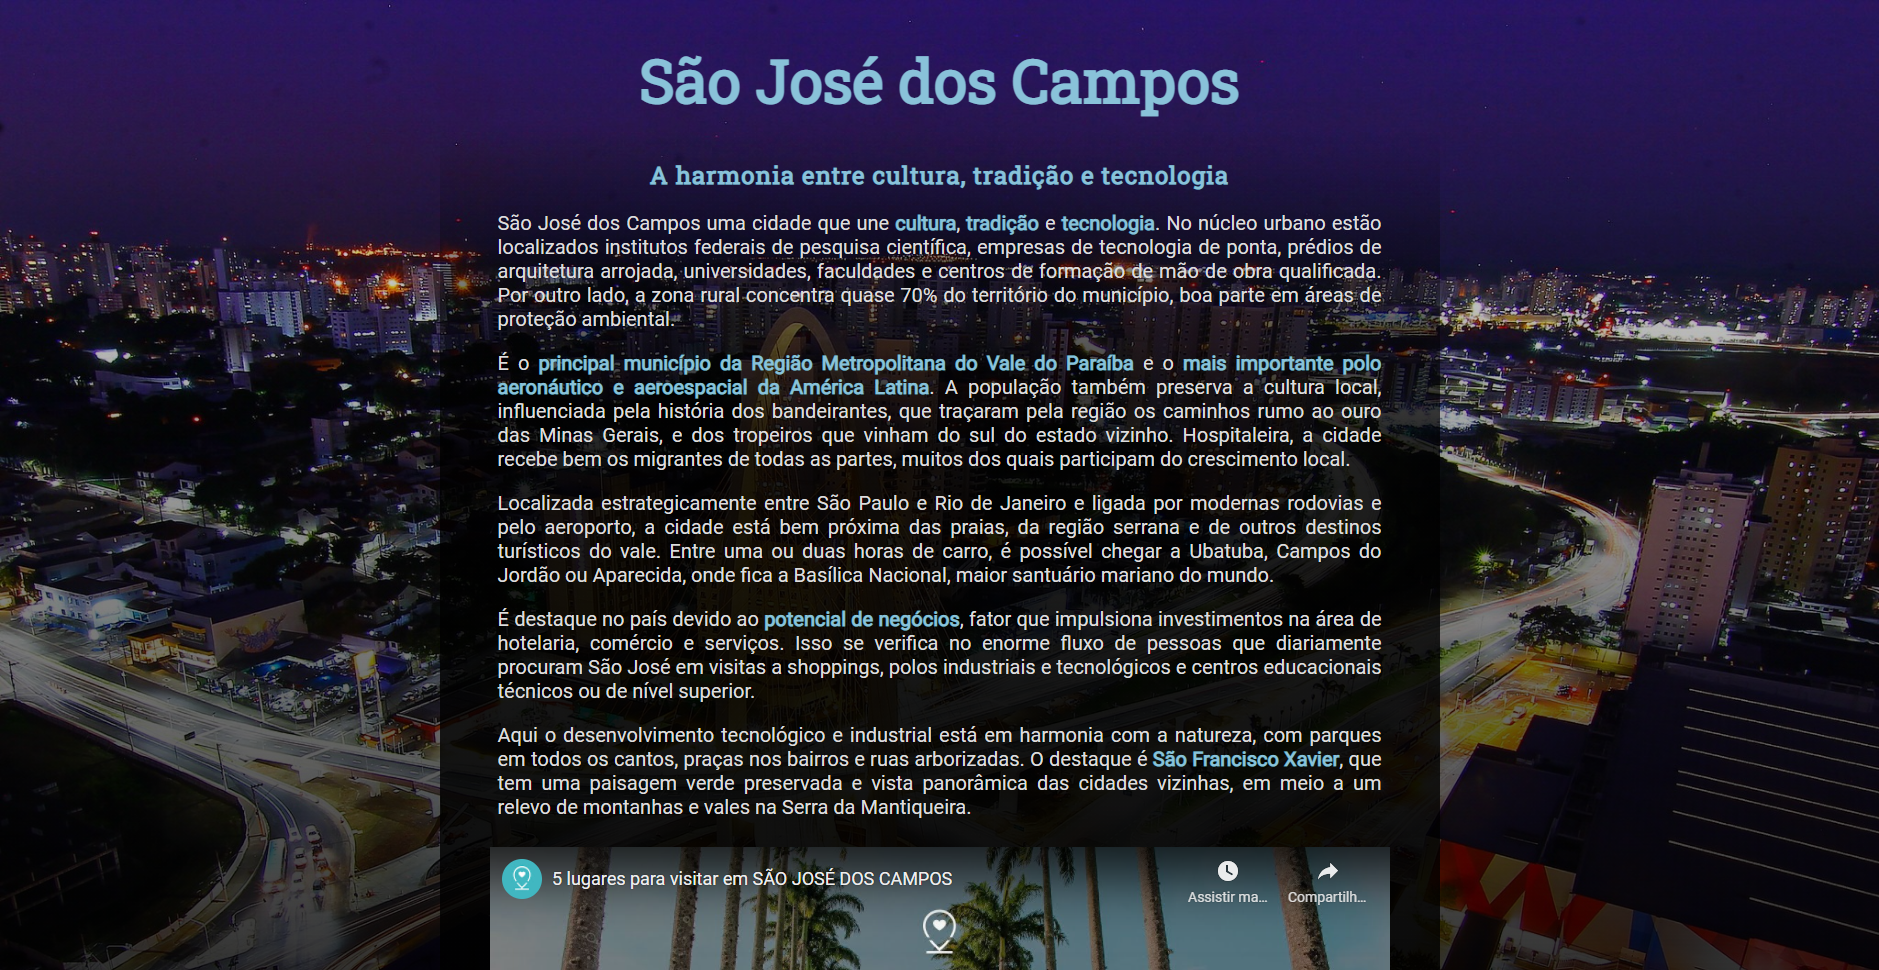 São José dos Campos
A harmonia entre cultura, tradição e tecnologia
São José dos Campos uma cidade que une cultura, tradição e tecnologia. No núcleo urbano estão
localizados institutos federais de pesquisa científica, empresas de tecnologia de ponta, prédios de
arquitetura arrojada, universidades, faculdades e centros de formação de mão de obra qualificada.
Por outro lado, a zona rural concentra quase 70% do território do município, boa parte em áreas de
proteção ambiental.
É o principal município da Região Metropolitana do Vale do Paraíba e o mais importante polo
aeronáutico e aeroespacial da América Latina. A população também preserva a cultura local,
influenciada pela história dos bandeirantes, que traçaram pela região os caminhos rumo ao ouro
das Minas Gerais, e dos tropeiros que vinham do sul do estado vizinho. Hospitaleira, a cidade
recebe bem os migrantes de todas as partes, muitos dos quais participam do crescimento local.
Localizada estrategicamente entre São Paulo e Rio de Janeiro e ligada por modernas rodovias e
pelo aeroporto, a cidade está bem próxima das praias, da região serrana e de outros destinos
turísticos do vale. Entre uma ou duas horas de carro, é possível chegar a Ubatuba, Campos do
Jordão ou Aparecida, onde fica a Basílica Nacional, maior santuário mariano do mundo.
É destaque no país devido ao potencial de negócios, fator que impulsiona investimentos na área de
hotelaria, comércio e serviços. Isso se verifica no enorme fluxo de pessoas que diariamente
procuram São José em visitas a shoppings, polos industriais e tecnológicos e centros educacionais
técnicos ou de nível superior.
Aqui o desenvolvimento tecnológico e industrial está em harmonia com a natureza, com parques
em todos os cantos, praças nos bairros e ruas arborizadas. O destaque é São Francisco Xavier, que
tem uma paisagem verde preservada e vista panorâmica das cidades vizinhas, em meio a um
relevo de montanhas e vales na Serra da Mantiqueira.
5 lugares para visitar em SÃO JOSÉ DOS CAMPOS
Assistir ma... Compartilh...